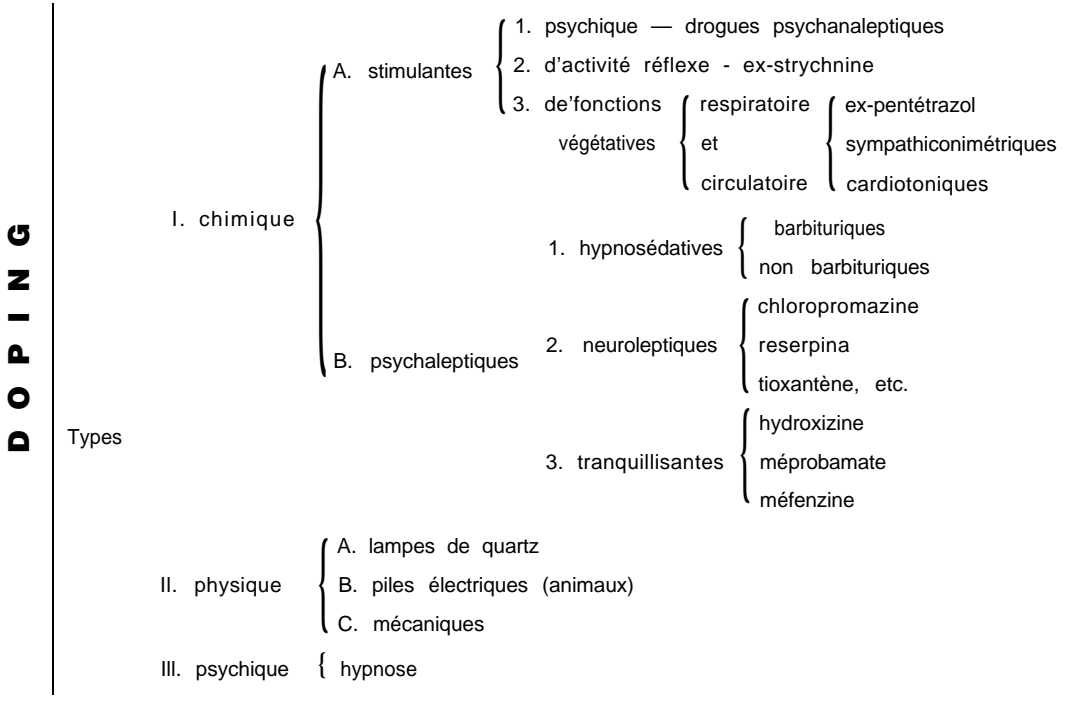 DOPING
Types
I. chimique
A. stimulantes
1. psychique — drogues psychanaleptiques
2. d'activité réflexe - ex-strychnine
3. de'fonctions végétatives
respiratoire
et
circulatoire
ex-pentétrazol
sympathiconimétriques
cardiotoniques
B. psychaleptiques
1. hypnosédatives
barbituriques
non barbituriques
2. neuroleptiques
chloropromazine
reserpina
tioxantène, etc.
3. tranquillisantes
hydroxizine
méprobamate
méfenzine
II. physique
A. lampes de quartz
B. piles électriques (animaux)
C. mécaniques
III. psychique
hypnose